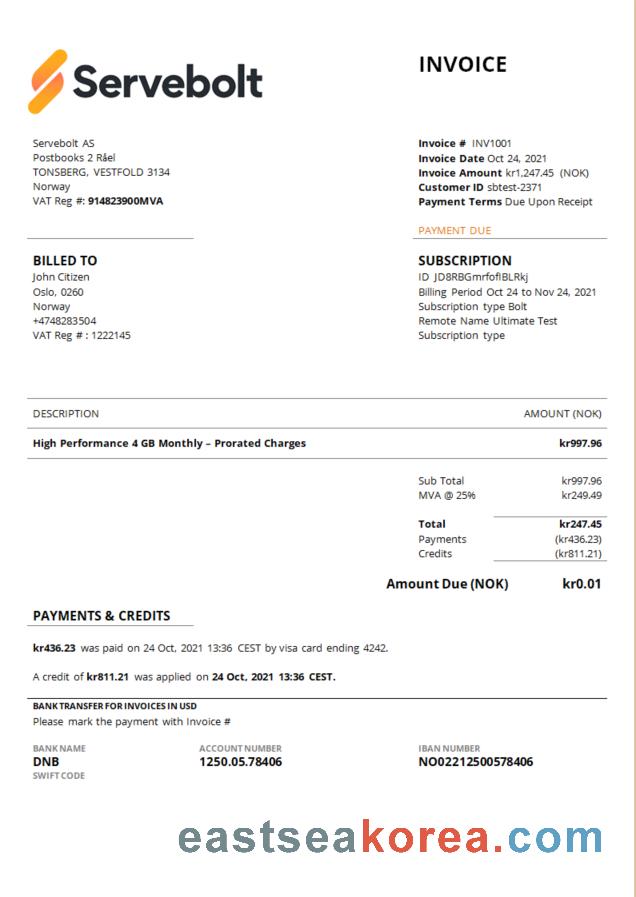 Servebolt
INVOICE
Servebolt AS
Postbooks 2 Råel
TONSBERG, VESTFOLD 3134
Norway
VAT Reg #: 914823900MVA
Invoice # INV1001
Invoice Date Oct 24, 2021
Invoice Amount kr1,247.45 (NOK)
Customer ID sbtest-2371
Payment Terms Due Upon Receipt
PAYMENT DUE
BILLED TO
John Citizen
Oslo, 0260
Norway
+4748283504
VAT Reg # : 1222145
SUBSCRIPTION
ID JD8RBGmrfofIBLRkj
Billing Period Oct 24 to Nov 24, 2021
Subscription type Bolt
Remote Name Ultimate Test
Subscription type
DESCRIPTION AMOUNT (NOK)
High Performance 4 GB Monthly – Prorated Charges kr997.96
Sub Total kr997.96
MVA @ 25% kr249.49
Total kr247.45
Payments (kr436.23)
Credits (kr811.21)
Amount Due (NOK) kr0.01
PAYMENTS & CREDITS
kr436.23 was paid on 24 Oct, 2021 13:36 CEST by visa card ending 4242.
A credit of kr811.21 was applied on 24 Oct, 2021 13:36 CEST.
BANK TRANSFER FOR INVOICES IN USD
Please mark the payment with Invoice #
BANK NAME ACCOUNT NUMBER IBAN NUMBER
DNB 1250.05.78406 NO02212500578406
SWIFT CODE
eastseakorea.com